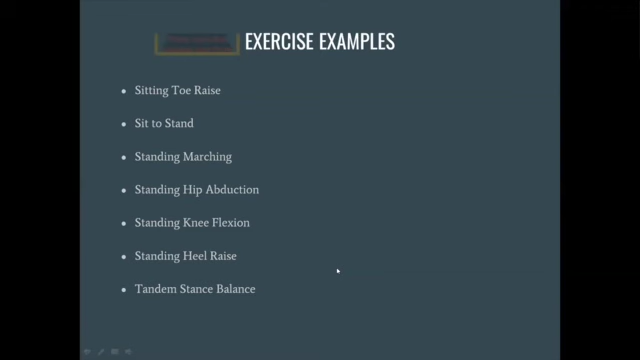 EXERCISE EXAMPLES
Sitting Toe Raise
Sit to Stand
Standing Marching
Standing Hip Abduction
Standing Knee Flexion
Standing Heel Raise
Tandem Stance Balance